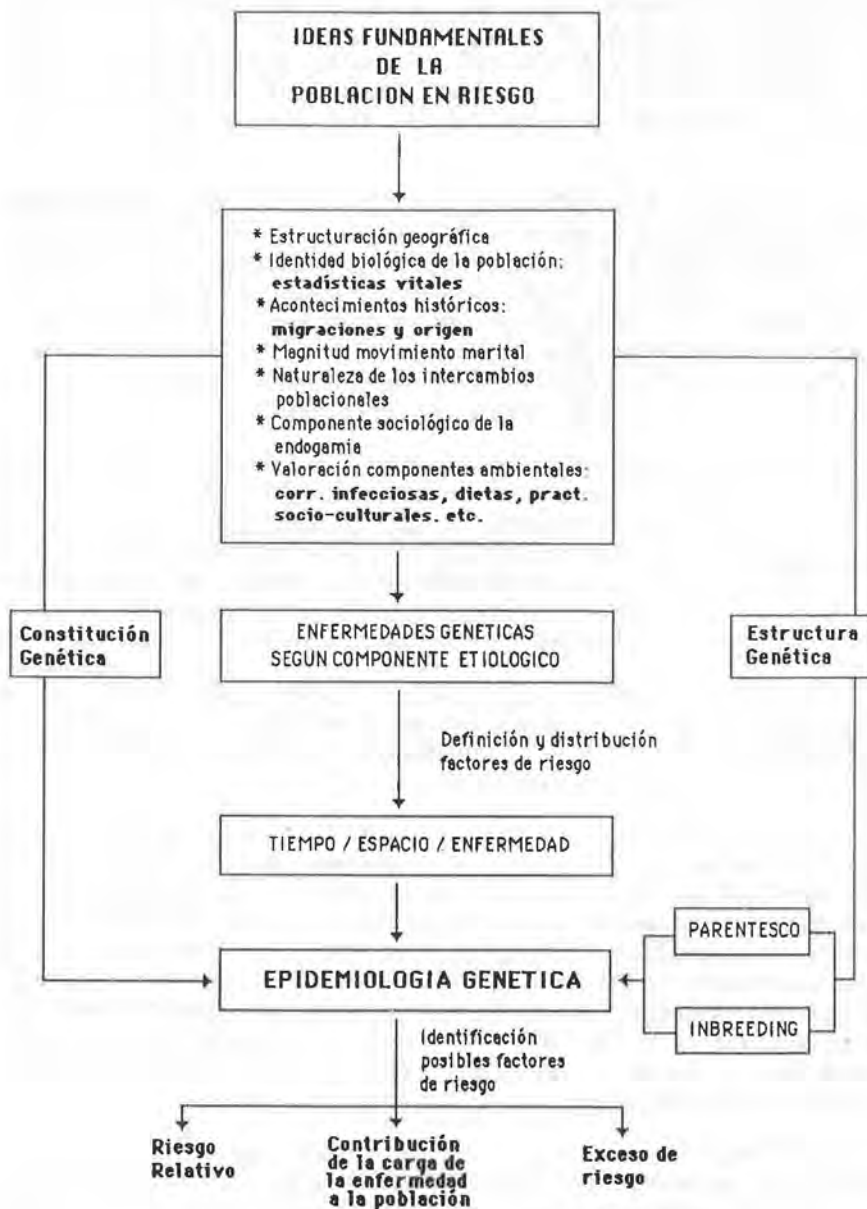 IDEAS FUNDAMENTALES
DE LA
POBLACION EN RIESGO
* Estructuración geográfica
* Identidad biológica de la población:
estadísticas vitales
* Acontecimientos históricos:
migraciones y origen
* Magnitud movimiento marital
* Naturaleza de los intercambios
poblacionales
* Componente sociológico de la
endogamia
* Valoración componentes ambientales:
corr. infecciosas, dietas, pract.
socio-culturales. etc.
Constitución
Genética
ENFERMEDADES GENETICAS
SEGUN COMPONENTE ETIOLOGICO
Estructura
Genética
Definición y distribución
factores de riesgo
TIEMPO / ESPACIO / ENFERMEDAD
PARENTESCO
EPIDEMIOLOGIA GENETICA
INBREEDING
Identificación
posibles factores
de riesgo
Riesgo
Relativo
Contribución
de la carga de
la enfermedad
a la población
Exceso de
riesgo